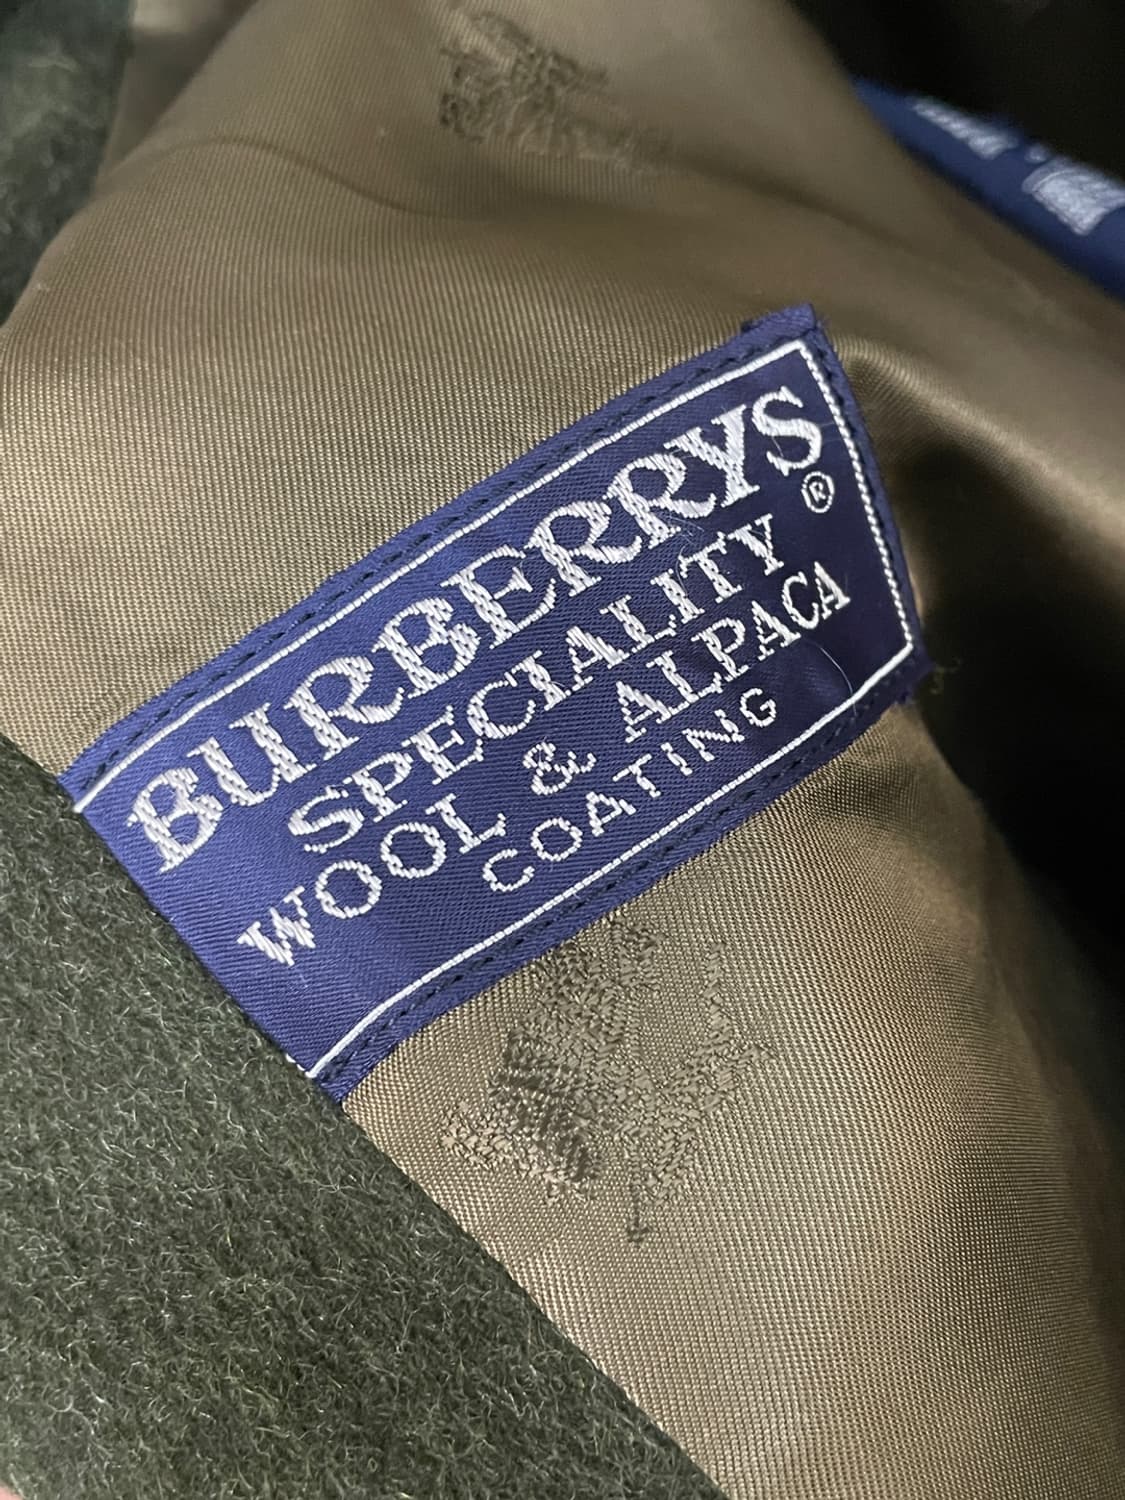 BURBERRYS
®
SPECIALITY
WOOL & ALPACA
COATING